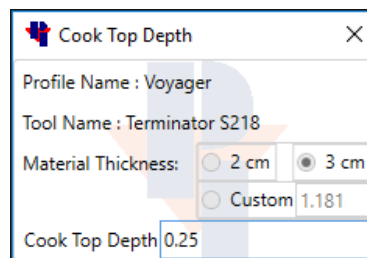 Cook Top Depth
Profile Name : Voyager
Tool Name : Terminator S218
Material Thickness: 2 cm 3 cm
Custom 1.181
Cook Top Depth 0.25